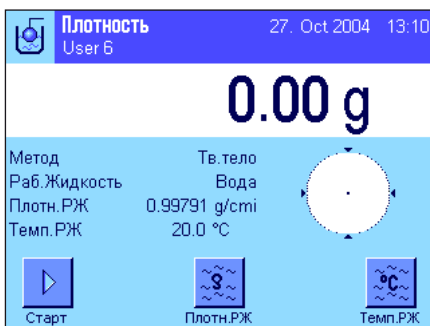 Плотность 27. Oct 2004 13:10
User 6
0.00 g
Метод Тв.тело
Раб.Жидкость Вода
Плотн.РЖ 0.99791 g/cmi
Темп.РЖ 20.0 °C
°C
Старт Плотн.РЖ Темп.РЖ